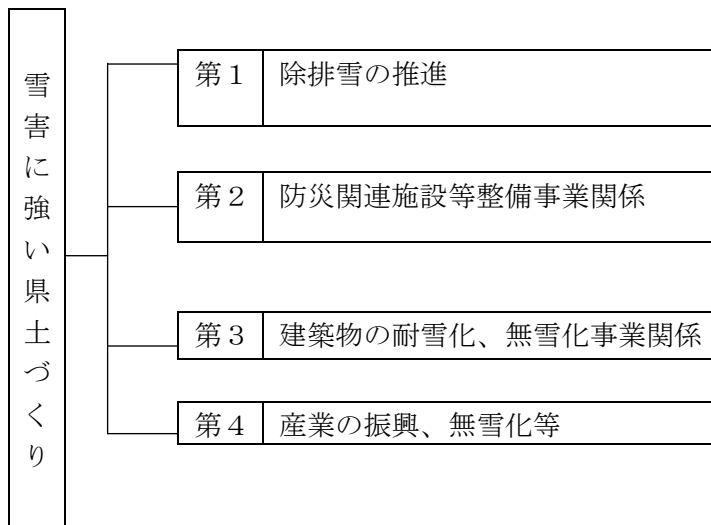 雪害に強い県土づくり
第１ 除排雪の推進
第２ 防災関連施設等整備事業関係
第３ 建築物の耐雪化、無雪化事業関係
第４ 産業の振興、無雪化等